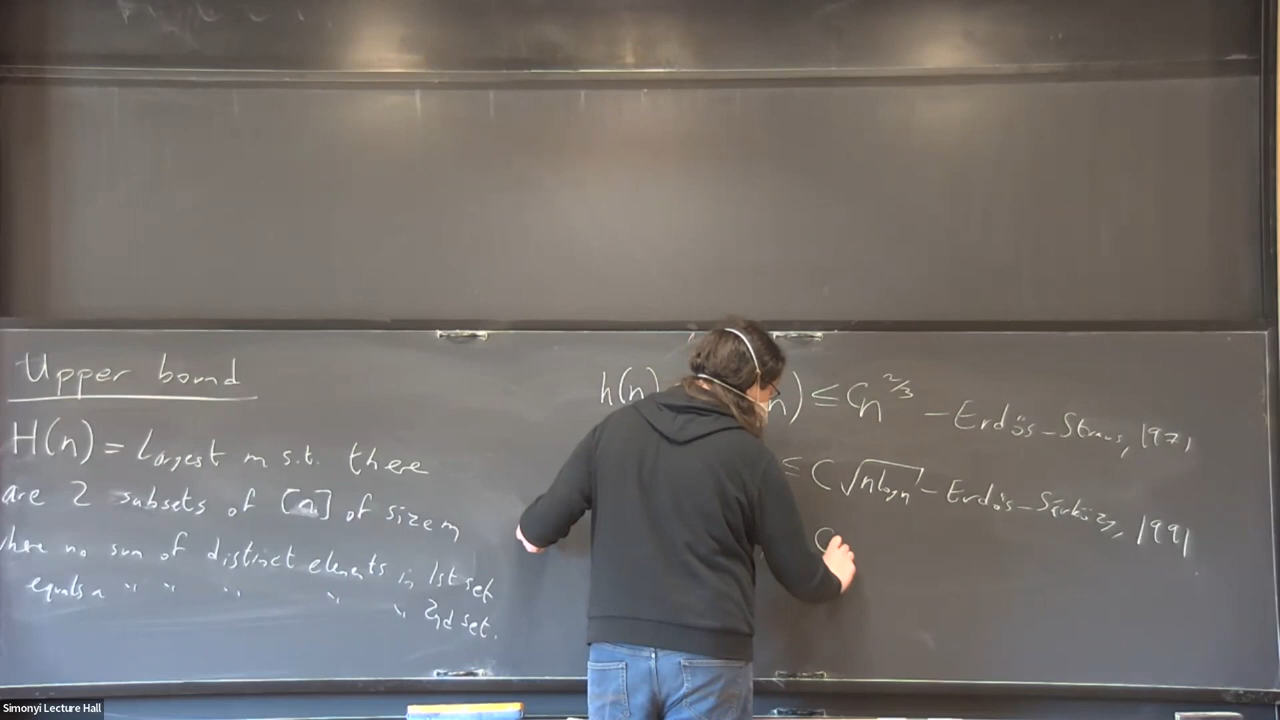 Upper bound
H(n) = Largest m s.t. there
are 2 subsets of [n] of size m
where no sum of distinct elements in 1st set
equals a " " " " " 2nd set.
h(n) n) ≤ Cn^{2/3} - Erdös-Straus, 1971
≤ C√(n log n) - Erdös-Sárközy, 1991
C
Simonyi Lecture Hall